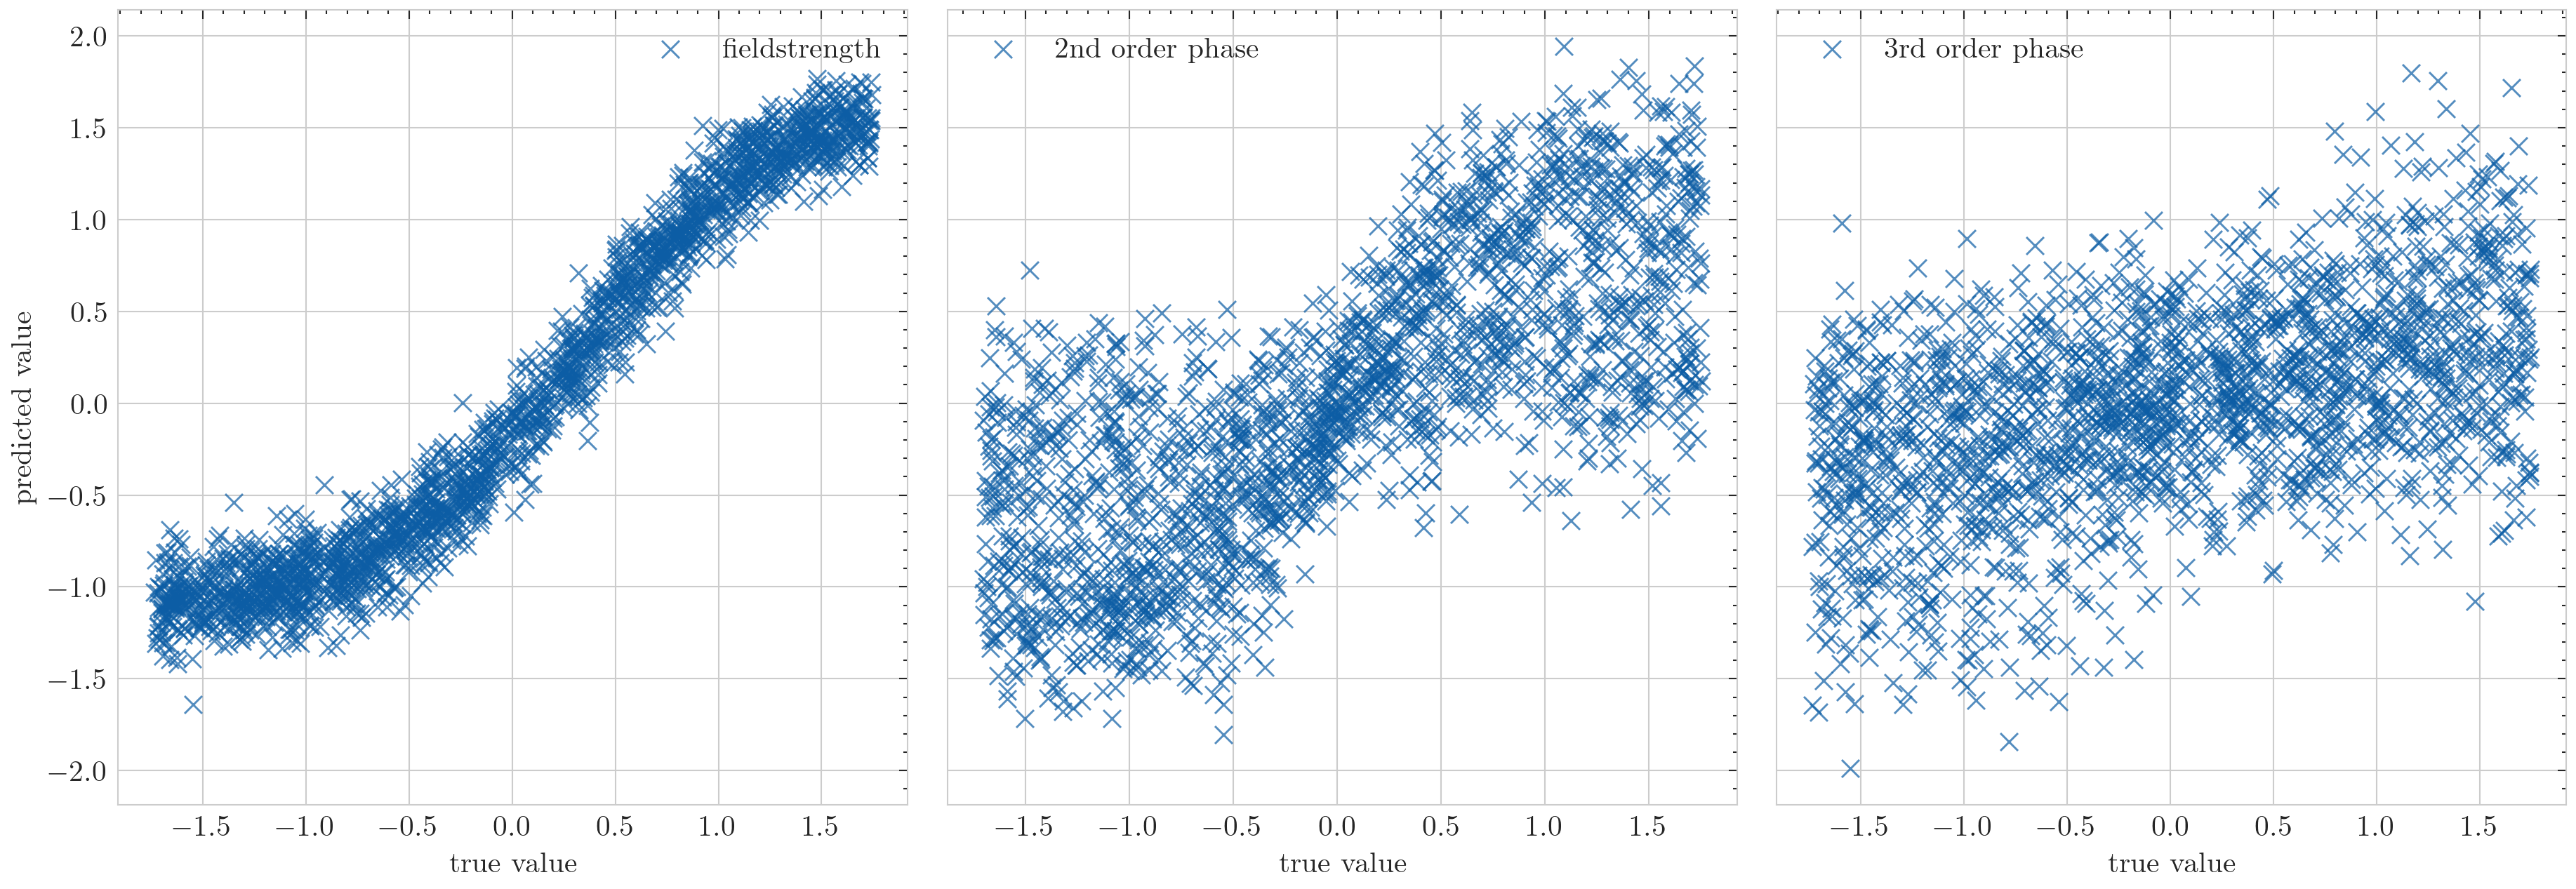 fieldstrength
2nd order phase
3rd order phase
predicted value
2.0
1.5
1.0
0.5
0.0
−0.5
−1.0
−1.5
−2.0
−1.5 −1.0 −0.5 0.0 0.5 1.0 1.5
true value
−1.5 −1.0 −0.5 0.0 0.5 1.0 1.5
true value
−1.5 −1.0 −0.5 0.0 0.5 1.0 1.5
true value